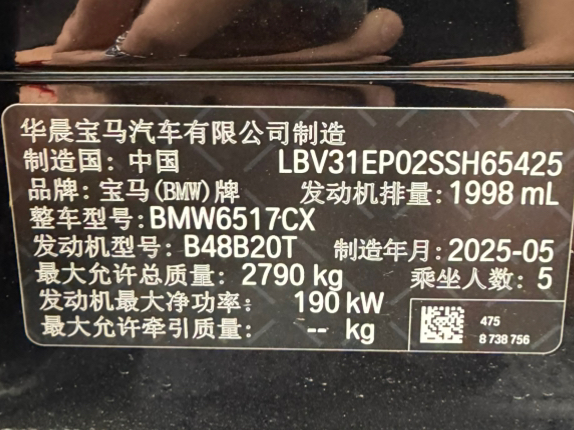 华晨宝马汽车有限公司制造
制造国: 中国 LBV31EP02SSH65425
品牌: 宝马(BMW)牌 发动机排量: 1998 mL
整车型号: BMW6517CX
发动机型号: B48B20T 制造年月: 2025-05
最大允许总质量: 2790 kg 乘坐人数: 5
发动机最大净功率: 190 kW
最大允许牵引质量: -- kg
475
8 738 756